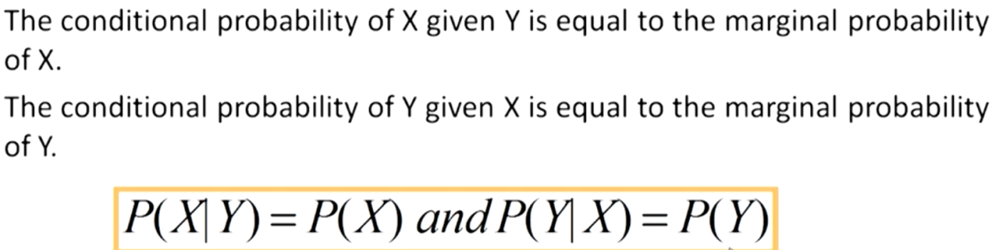 The conditional probability of X given Y is equal to the marginal probability
of X.
The conditional probability of Y given X is equal to the marginal probability
of Y.
P(X|Y) = P(X) and P(Y|X) = P(Y)